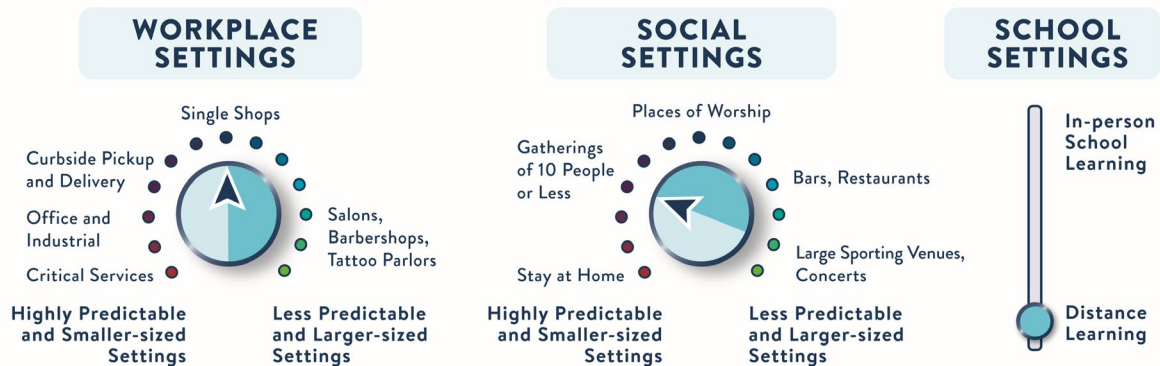 WORKPLACE
SETTINGS
Single Shops
Curbside Pickup
and Delivery
Office and
Industrial
Critical Services
Salons,
Barbershops,
Tattoo Parlors
Highly Predictable
and Smaller-sized
Settings
Less Predictable
and Larger-sized
Settings
SOCIAL
SETTINGS
Places of Worship
Gatherings
of 10 People
or Less
Stay at Home
Bars, Restaurants
Large Sporting Venues,
Concerts
Highly Predictable
and Smaller-sized
Settings
Less Predictable
and Larger-sized
Settings
SCHOOL
SETTINGS
In-person
School
Learning
Distance
Learning